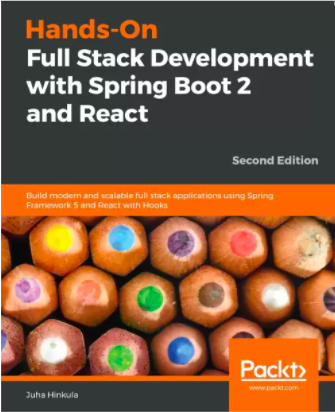 Hands-On
Full Stack Development
with Spring Boot 2
and React
Second Edition
Build modern and scalable full stack applications using Spring
Framework 5 and React with Hooks
Packt>
www.packt.com
Juha Hinkula